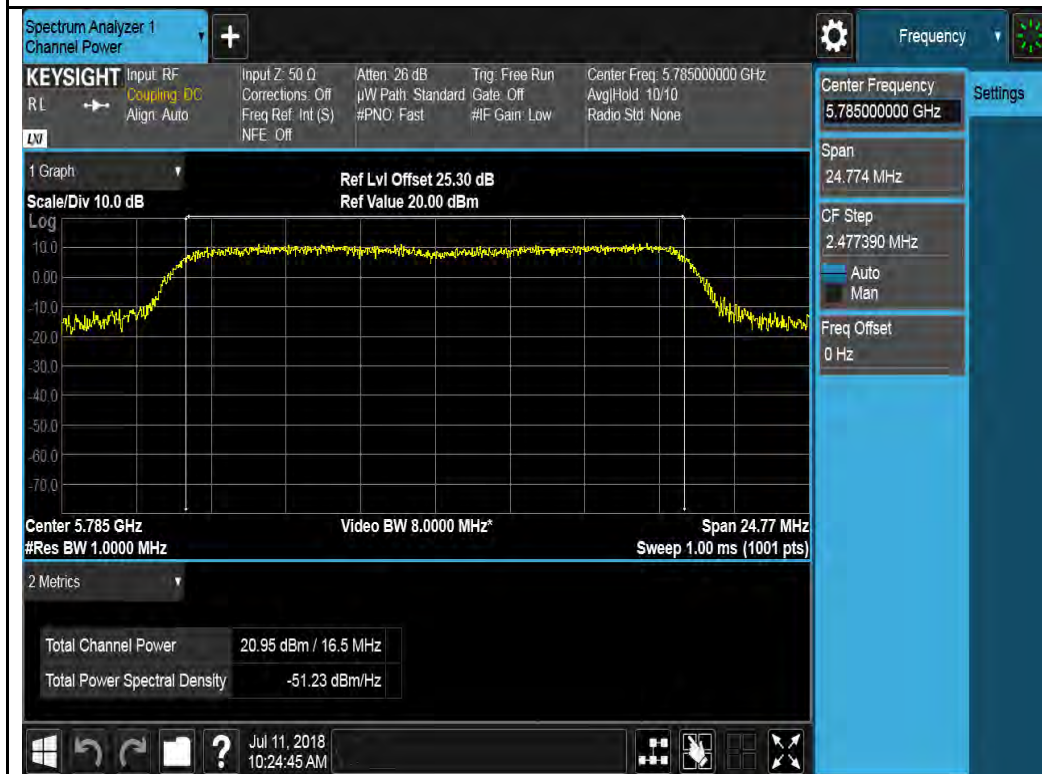 Spectrum Analyzer 1
Channel Power
+
Frequency
KEYSIGHT
RL
LXI
Input: RF
Coupling: DC
Align: Auto
Input Z: 50 Ω
Corrections: Off
Freq Ref: Int (S)
NFE: Off
Atten: 26 dB
µW Path: Standard
#PNO: Fast
Trig: Free Run
Gate: Off
#IF Gain: Low
Center Freq: 5.785000000 GHz
Avg|Hold: 10/10
Radio Std: None
Center Frequency
5.785000000 GHz
Settings
Span
24.774 MHz
CF Step
2.477390 MHz
Auto
Man
Freq Offset
0 Hz
1 Graph
Scale/Div 10.0 dB
Ref Lvl Offset 25.30 dB
Ref Value 20.00 dBm
Log
10.0
0.00
-10.0
-20.0
-30.0
-40.0
-50.0
-60.0
-70.0
Center 5.785 GHz
#Res BW 1.0000 MHz
Video BW 8.0000 MHz*
Span 24.77 MHz
Sweep 1.00 ms (1001 pts)
2 Metrics
Total Channel Power 20.95 dBm / 16.5 MHz
Total Power Spectral Density -51.23 dBm/Hz
?
Jul 11, 2018
10:24:45 AM